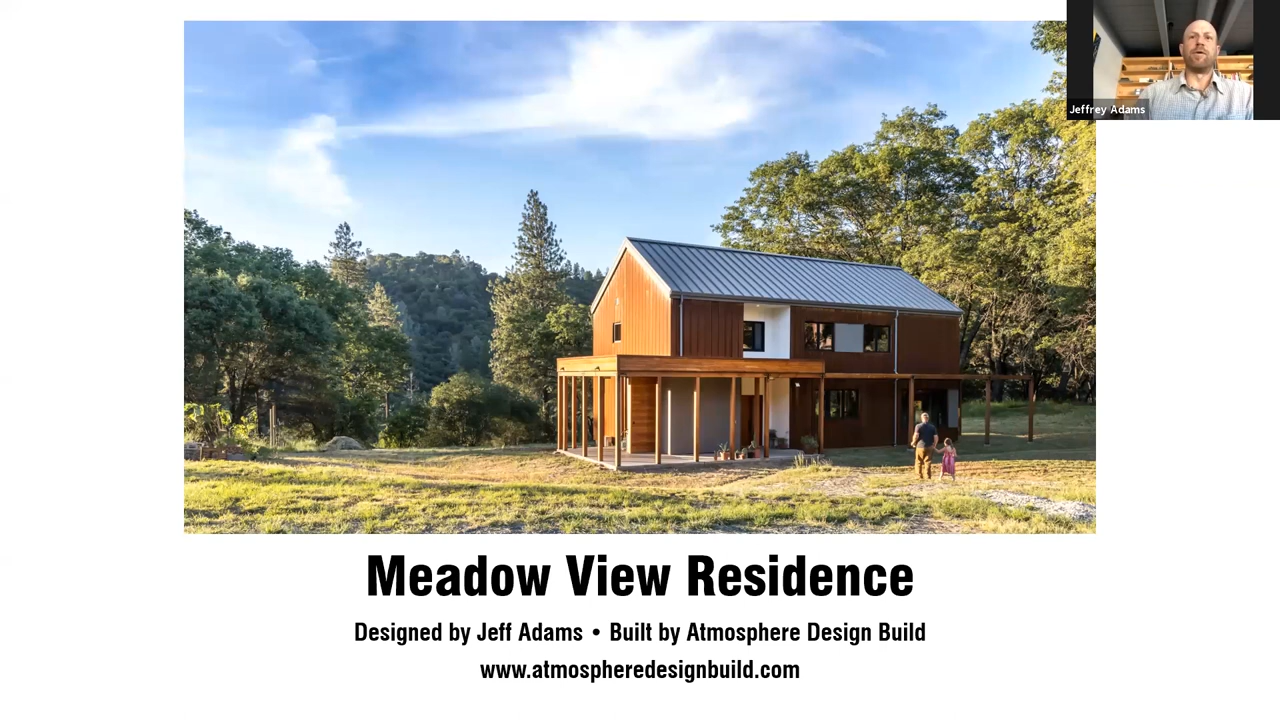 Jeffrey Adams
Meadow View Residence
Designed by Jeff Adams • Built by Atmosphere Design Build
www.atmospheredesignbuild.com